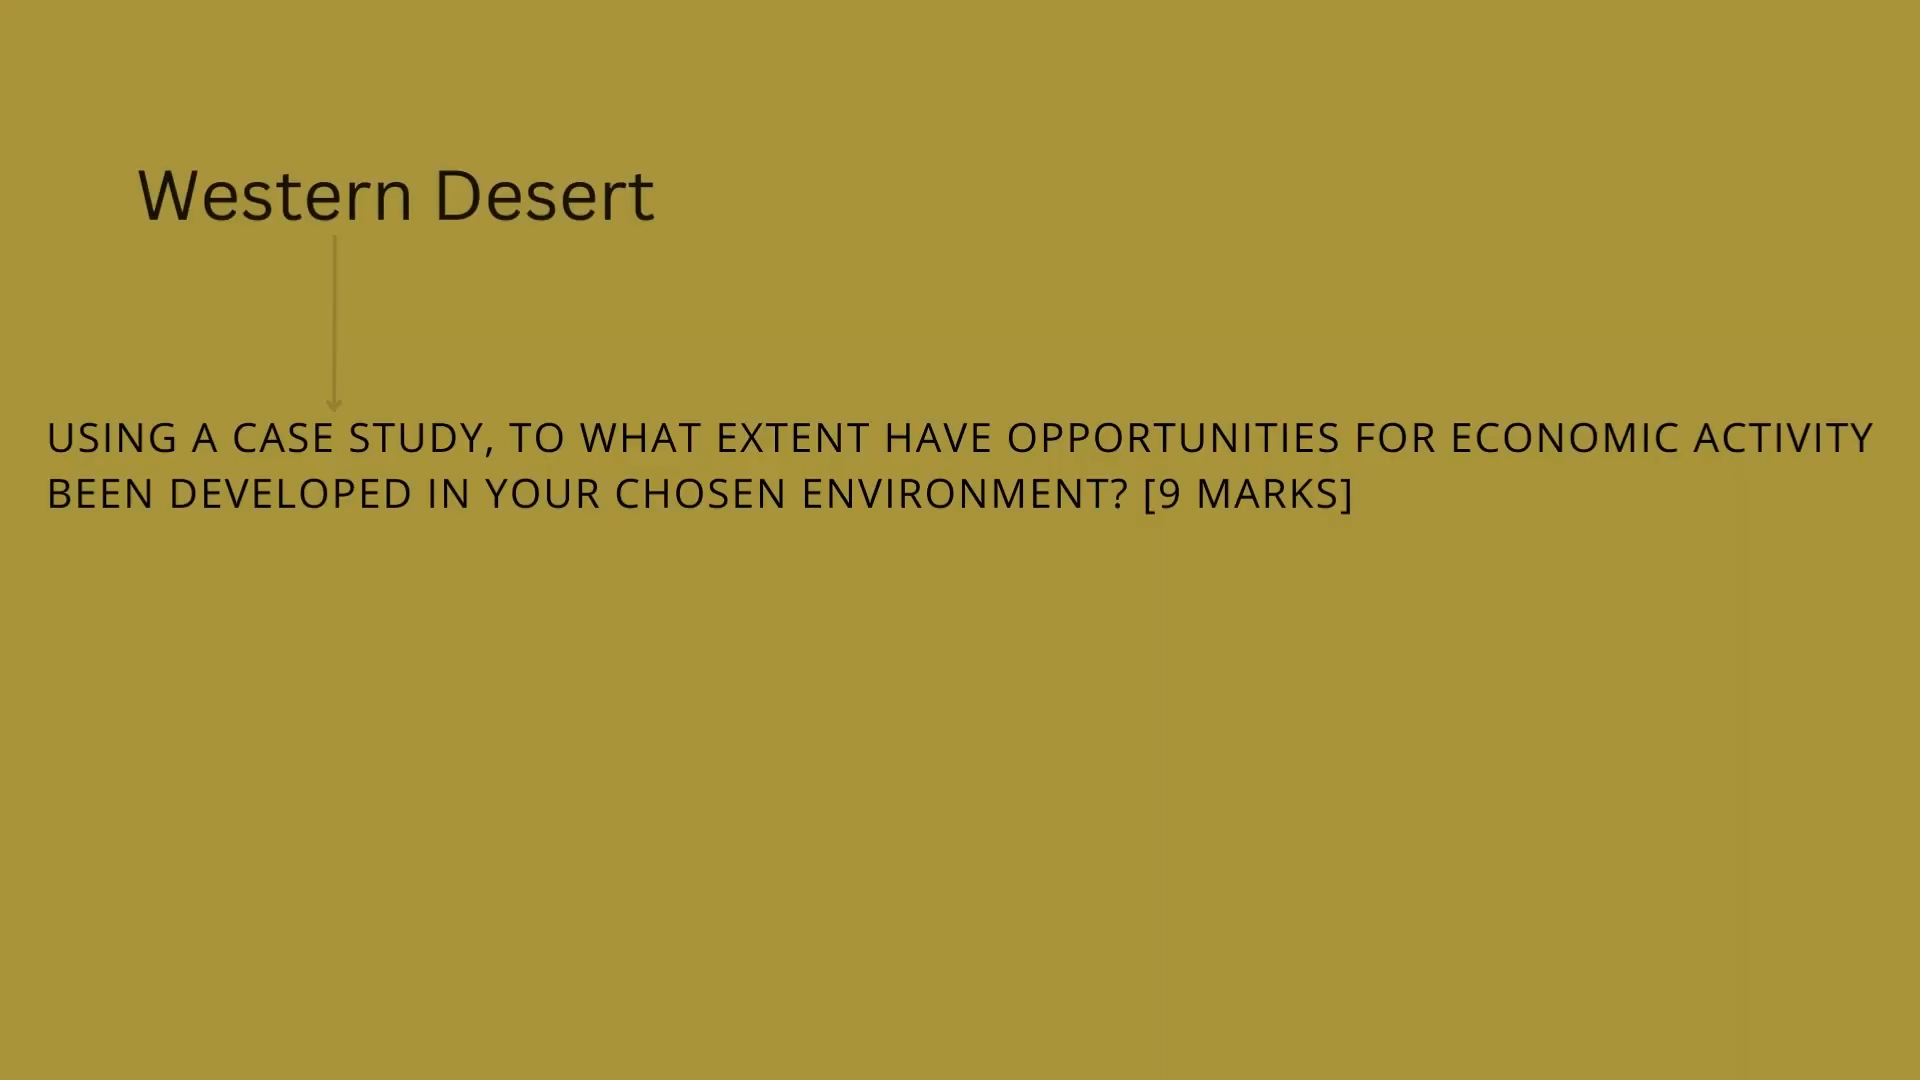 Western Desert
USING A CASE STUDY, TO WHAT EXTENT HAVE OPPORTUNITIES FOR ECONOMIC ACTIVITY
BEEN DEVELOPED IN YOUR CHOSEN ENVIRONMENT? [9 MARKS]